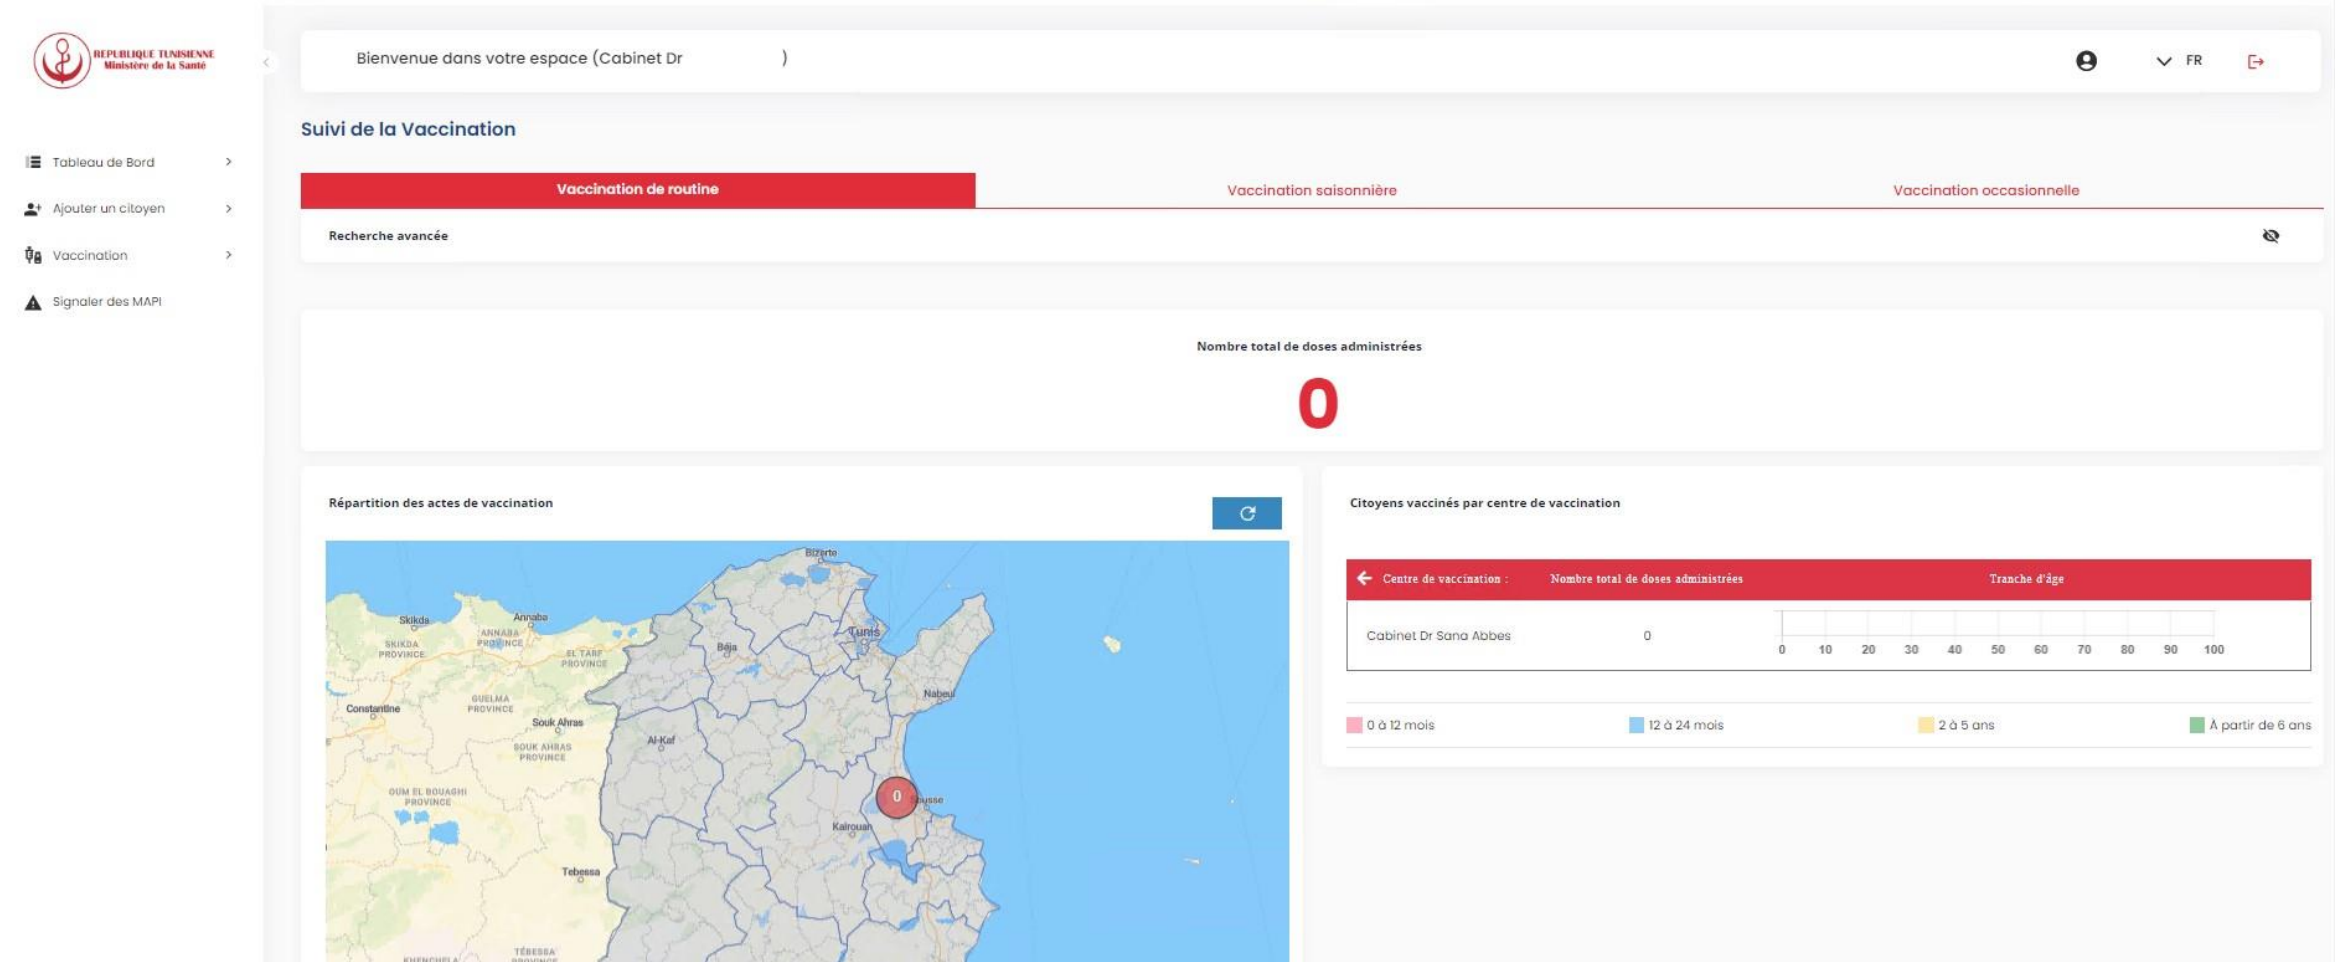 REPUBLIQUE TUNISIENNE
Ministère de la Santé
Bienvenue dans votre espace (Cabinet Dr )
FR
Suivi de la Vaccination
Tableau de Bord
Ajouter un citoyen
Vaccination
Signaler des MAPI
Vaccination de routine
Vaccination saisonnière
Vaccination occasionnelle
Recherche avancée
Nombre total de doses administrées
0
Répartition des actes de vaccination
Bizerte
Skikda
Annaba
SKIKDA
PROVINCE
ANNABA
PROVINCE
EL TARF
PROVINCE
Tunis
Béja
GUELMA
PROVINCE
Nabeul
Constantine
Souk Ahras
SOUK AHRAS
PROVINCE
Al-Kaf
OUM EL BOUAGHI
PROVINCE
0
Sousse
Kairouan
Tebessa
TÉBESSA
PROVINCE
KHENCHELA
Citoyens vaccinés par centre de vaccination
Centre de vaccination : Nombre total de doses administrées Tranche d'âge
Cabinet Dr Sana Abbes 0
0 10 20 30 40 50 60 70 80 90 100
0 à 12 mois 12 à 24 mois 2 à 5 ans À partir de 6 ans